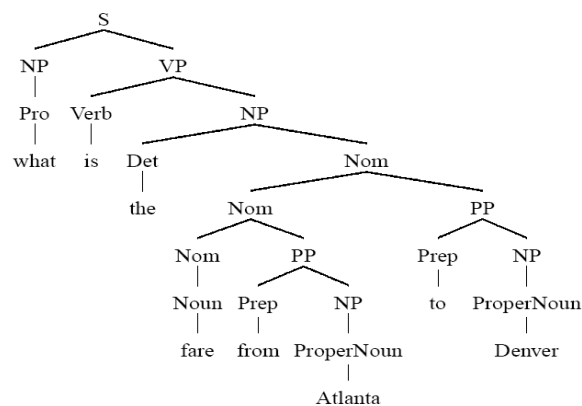 S
NP VP
Pro Verb NP
what is Det Nom
the Nom PP
Nom PP Prep NP
Noun Prep NP to ProperNoun
fare from ProperNoun Denver
Atlanta